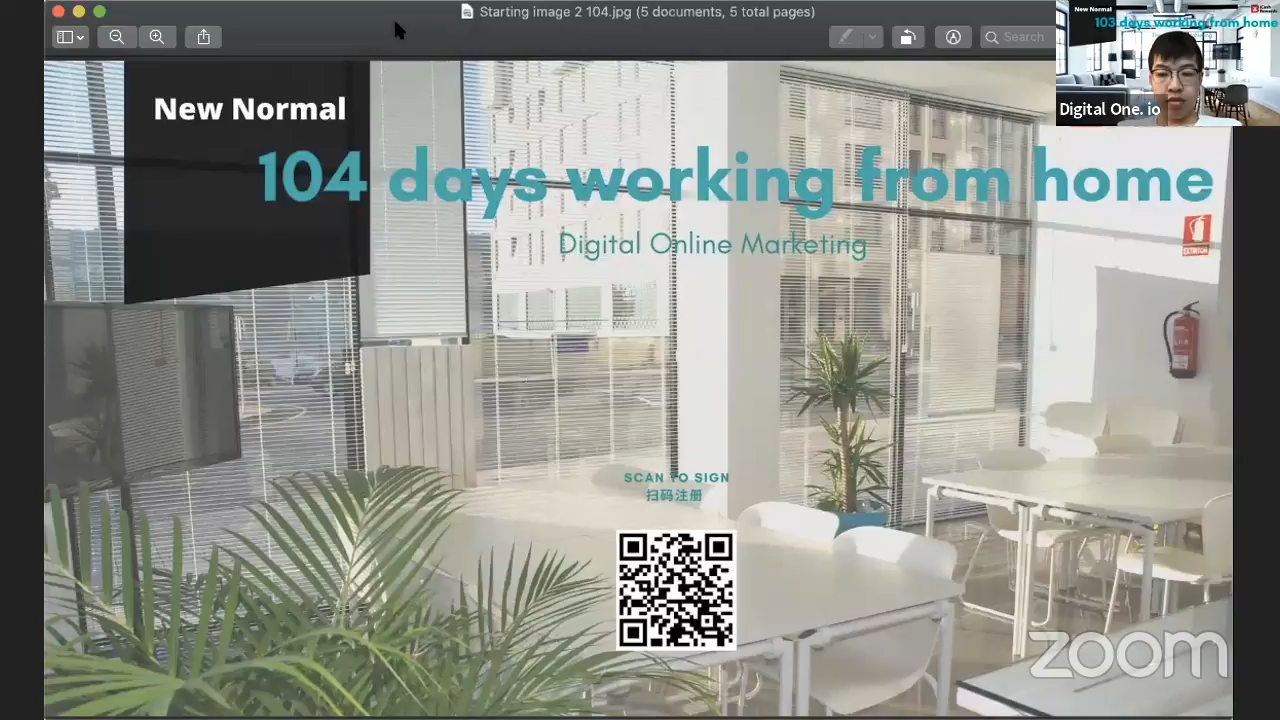 Starting image 2 104.jpg (5 documents, 5 total pages)
Search
New Normal
103 days working from home
Digital One. io
New Normal
104 days working from home
Digital Online Marketing
EXTINTOR
SCAN TO SIGN
扫码注册
zoom